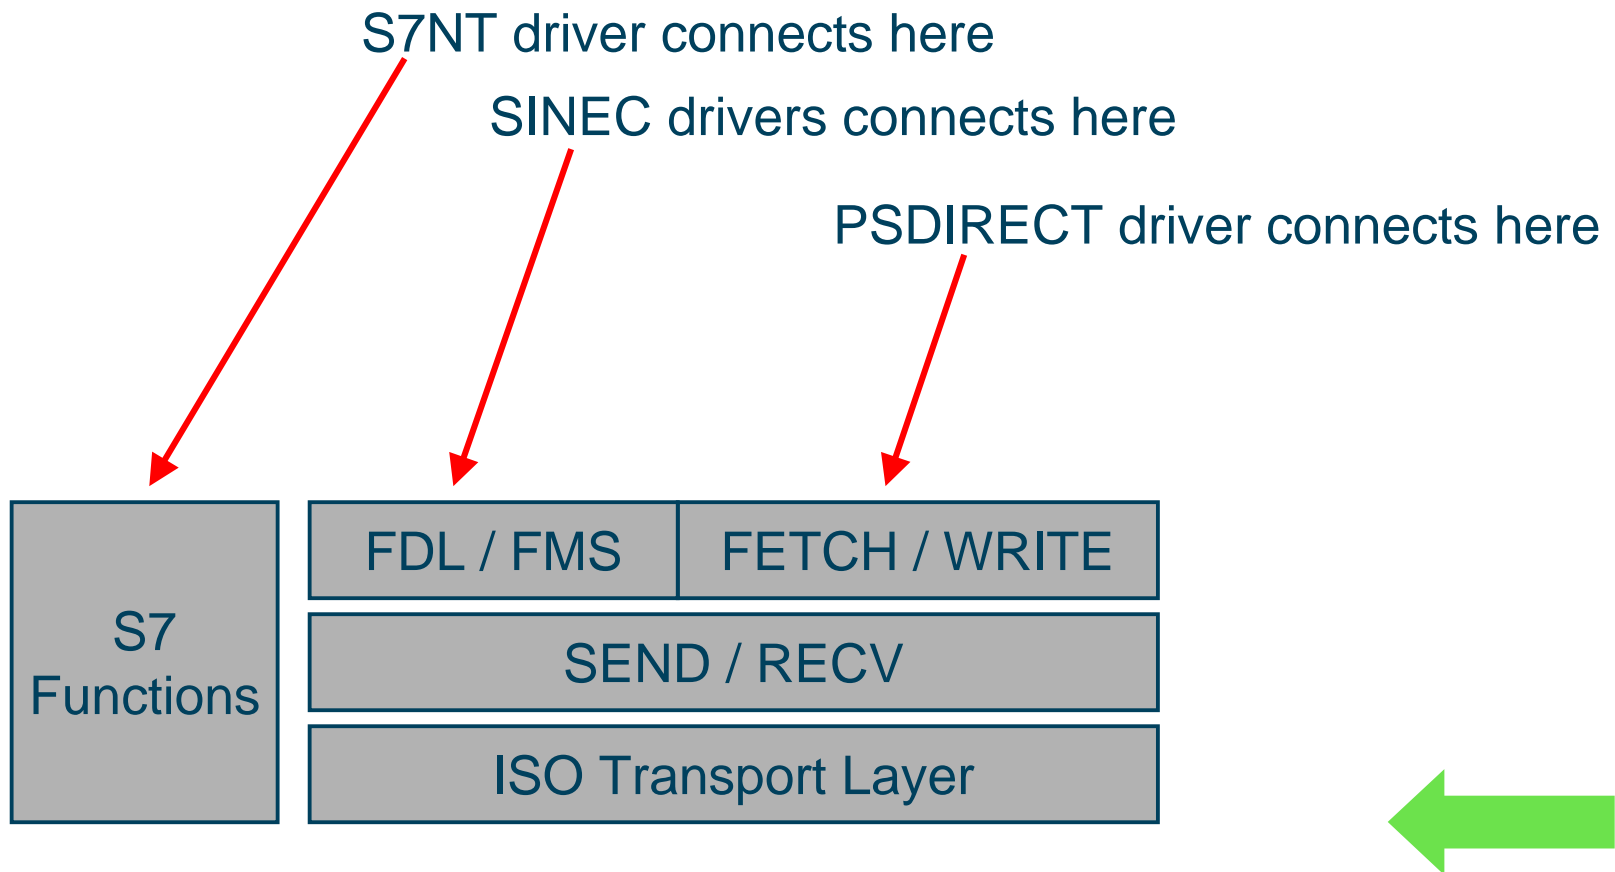 S7NT driver connects here
SINEC drivers connects here
PSDIRECT driver connects here
FDL / FMS
FETCH / WRITE
S7
Functions
SEND / RECV
ISO Transport Layer